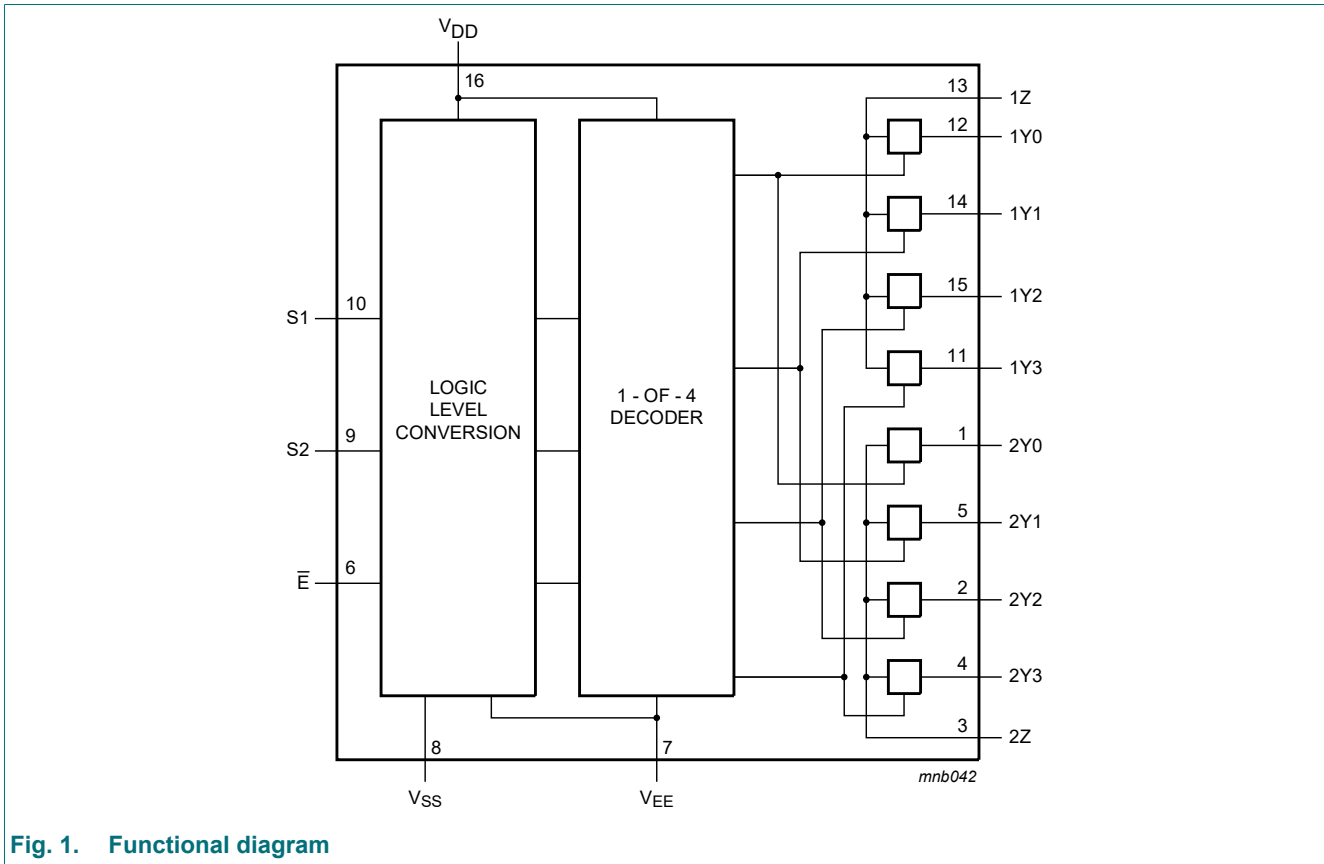 VDD
16
13 1Z
12 1Y0
14 1Y1
15 1Y2
10
S1
11 1Y3
LOGIC
LEVEL
CONVERSION
1 - OF - 4
DECODER
9
S2
1 2Y0
5 2Y1
6
E̅
2 2Y2
4 2Y3
3 2Z
8
7
mnb042
VSS
VEE
Fig. 1. Functional diagram